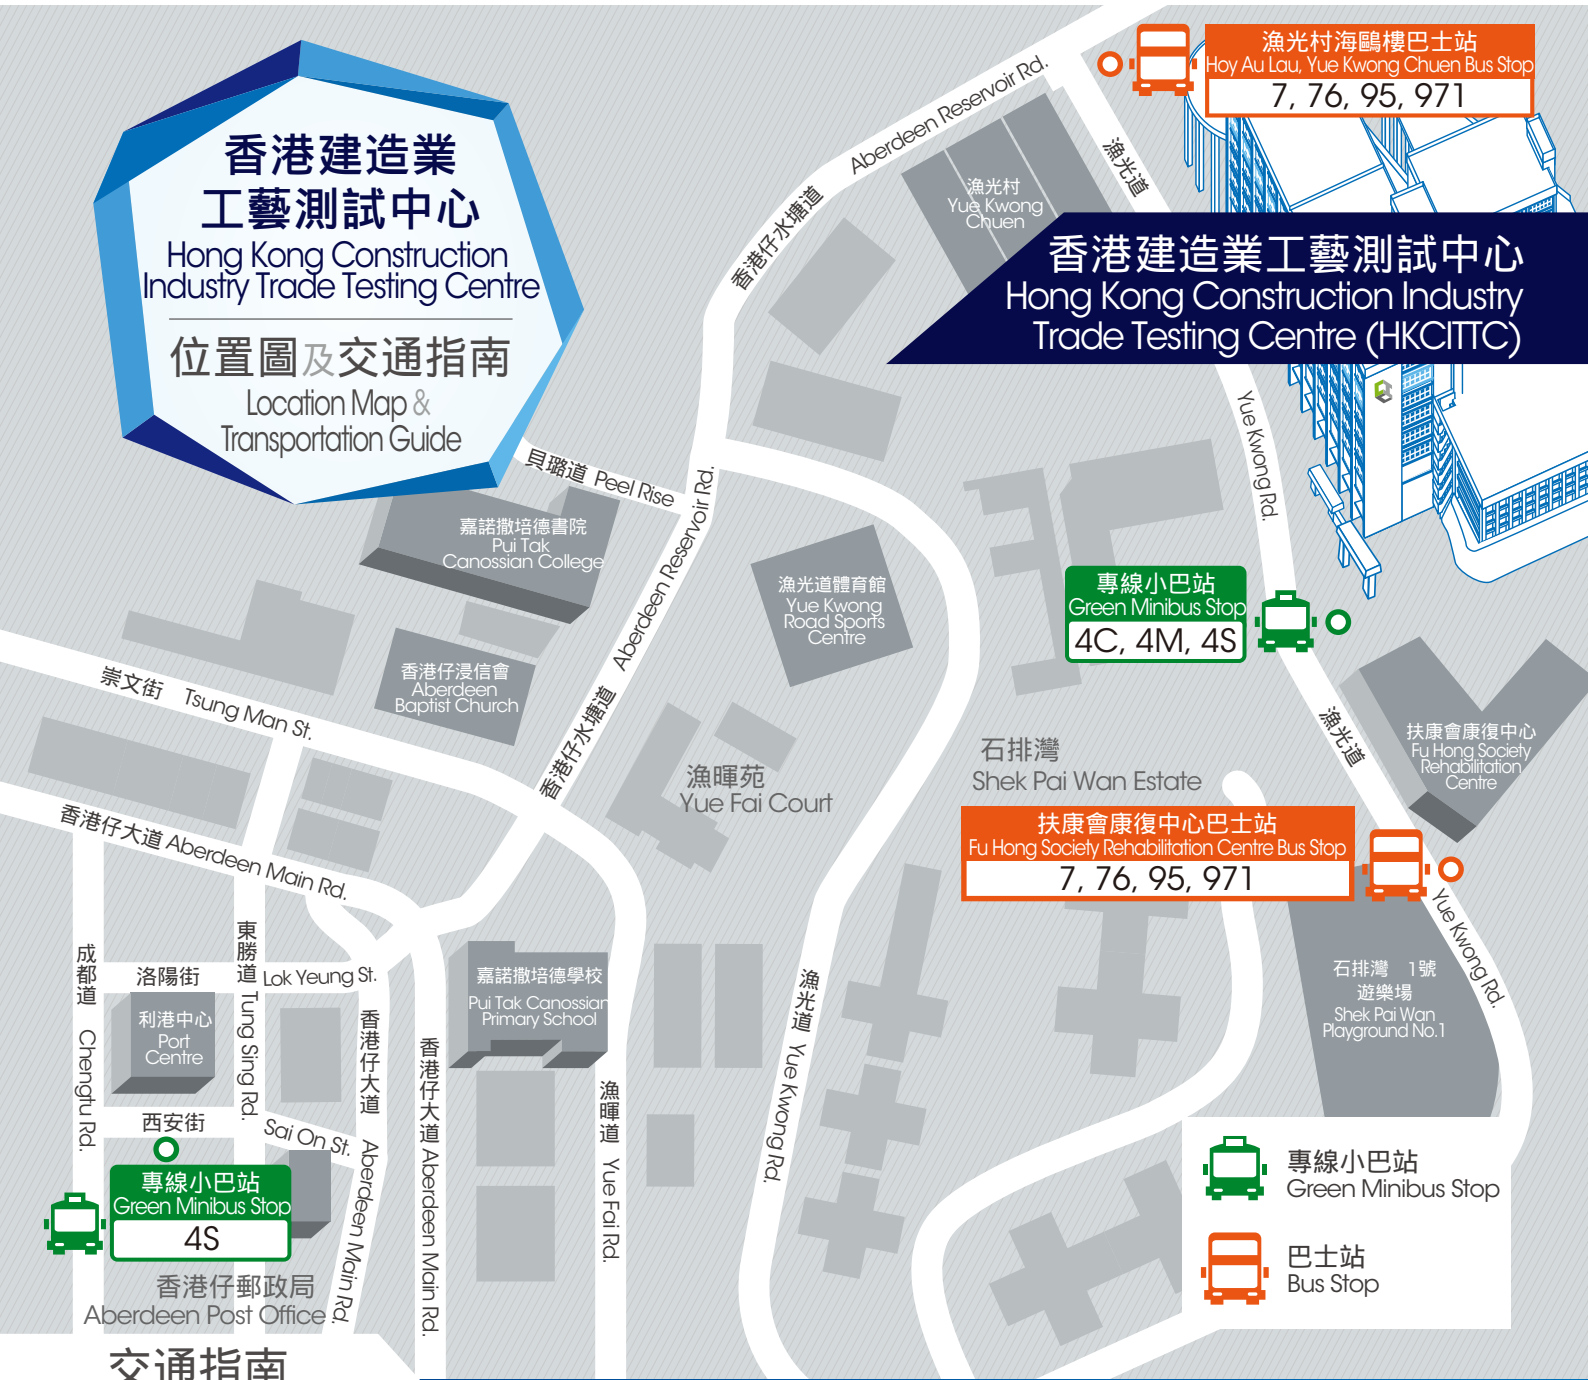 香港建造業
工藝測試中心
Hong Kong Construction
Industry Trade Testing Centre
位置圖及交通指南
Location Map &
Transportation Guide
漁光村海鷗樓巴士站
Hoy Au Lau, Yue Kwong Chuen Bus Stop
7, 76, 95, 971
Aberdeen Reservoir Rd.
香港仔水塘道
漁光道
漁光村
Yue Kwong
Chuen
香港建造業工藝測試中心
Hong Kong Construction Industry
Trade Testing Centre (HKCITTC)
Yue Kwong Rd.
貝璐道 Peel Rise
嘉諾撒培德書院
Pui Tak
Canossian College
Aberdeen Reservoir Rd.
香港仔水塘道
漁光道體育館
Yue Kwong
Road Sports
Centre
專線小巴站
Green Minibus Stop
4C, 4M, 4S
香港仔浸信會
Aberdeen
Baptist Church
崇文街 Tsung Man St.
漁暉苑
Yue Fai Court
石排灣
Shek Pai Wan Estate
漁光道
扶康會康復中心
Fu Hong Society
Rehabilitation
Centre
扶康會康復中心巴士站
Fu Hong Society Rehabilitation Centre Bus Stop
7, 76, 95, 971
Yue Kwong Rd.
香港仔大道 Aberdeen Main Rd.
成都道 Chengtu Rd.
洛陽街
Lok Yeung St.
東勝道 Tung Sing Rd.
利港中心
Port
Centre
香港仔大道 Aberdeen Main Rd.
香港仔大道 Aberdeen Main Rd.
嘉諾撒培德學校
Pui Tak Canossian
Primary School
漁暉道 Yue Fai Rd.
漁光道 Yue Kwong Rd.
石排灣 1號
遊樂場
Shek Pai Wan
Playground No.1
西安街
Sai On St.
專線小巴站
Green Minibus Stop
4S
香港仔郵政局
Aberdeen Post Office
專線小巴站
Green Minibus Stop
巴士站
Bus Stop
交通指南